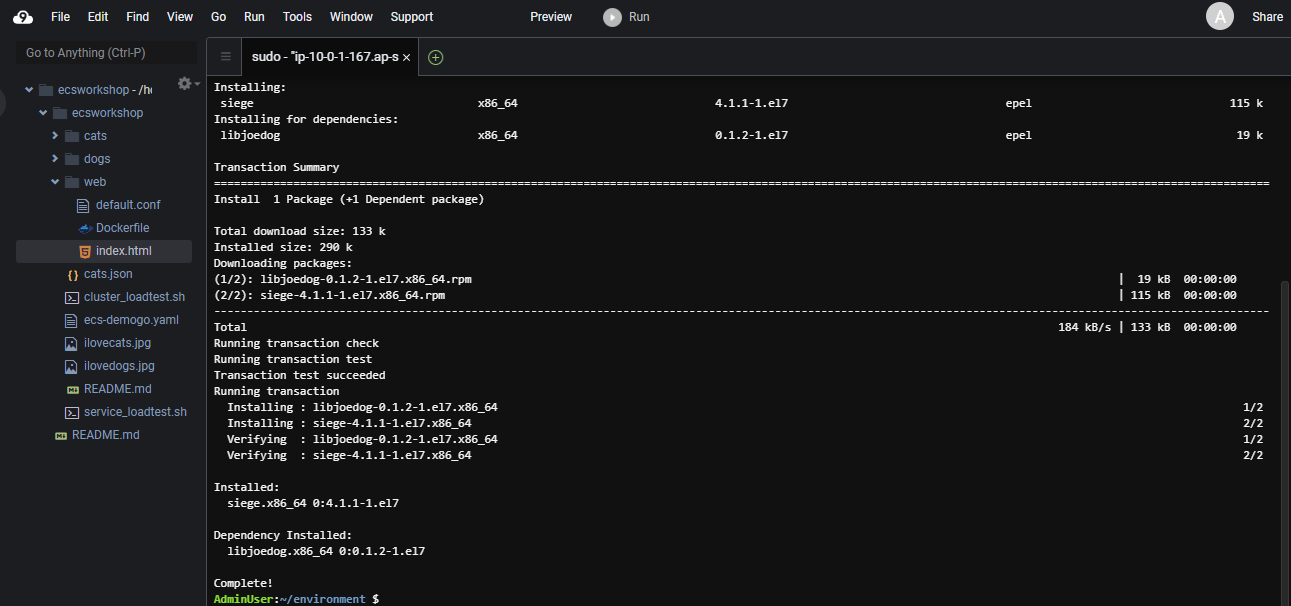 9 File Edit Find View Go Run Tools Window Support Preview Run A Share
Go to Anything (Ctrl-P)
sudo - "ip-10-0-1-167.ap-s
ecsworkshop - /he
ecsworkshop
cats
dogs
web
default.conf
Dockerfile
index.html
cats.json
cluster_loadtest.sh
ecs-demogo.yaml
ilovecats.jpg
ilovedogs.jpg
README.md
service_loadtest.sh
README.md
Installing:
siege x86_64 4.1.1-1.el7 epel 115 k
Installing for dependencies:
libjoedog x86_64 0.1.2-1.el7 epel 19 k
Transaction Summary
================================================================================
Install  1 Package (+1 Dependent package)
Total download size: 133 k
Installed size: 290 k
Downloading packages:
(1/2): libjoedog-0.1.2-1.el7.x86_64.rpm | 19 kB 00:00:00
(2/2): siege-4.1.1-1.el7.x86_64.rpm | 115 kB 00:00:00
--------------------------------------------------------------------------------
Total 184 kB/s | 133 kB 00:00:00
Running transaction check
Running transaction test
Transaction test succeeded
Running transaction
Installing : libjoedog-0.1.2-1.el7.x86_64 1/2
Installing : siege-4.1.1-1.el7.x86_64 2/2
Verifying  : libjoedog-0.1.2-1.el7.x86_64 1/2
Verifying  : siege-4.1.1-1.el7.x86_64 2/2
Installed:
siege.x86_64 0:4.1.1-1.el7
Dependency Installed:
libjoedog.x86_64 0:0.1.2-1.el7
Complete!
AdminUser:~/environment $